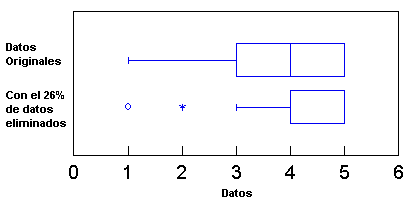 Datos
Originales
Con el 26%
de datos
eliminados
0 1 2 3 4 5 6
Datos